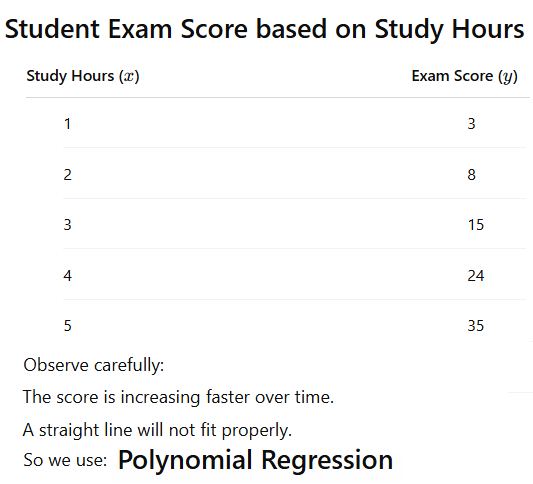 Student Exam Score based on Study Hours
Study Hours (x) Exam Score (y)
1 3
2 8
3 15
4 24
5 35
Observe carefully:
The score is increasing faster over time.
A straight line will not fit properly.
So we use: Polynomial Regression